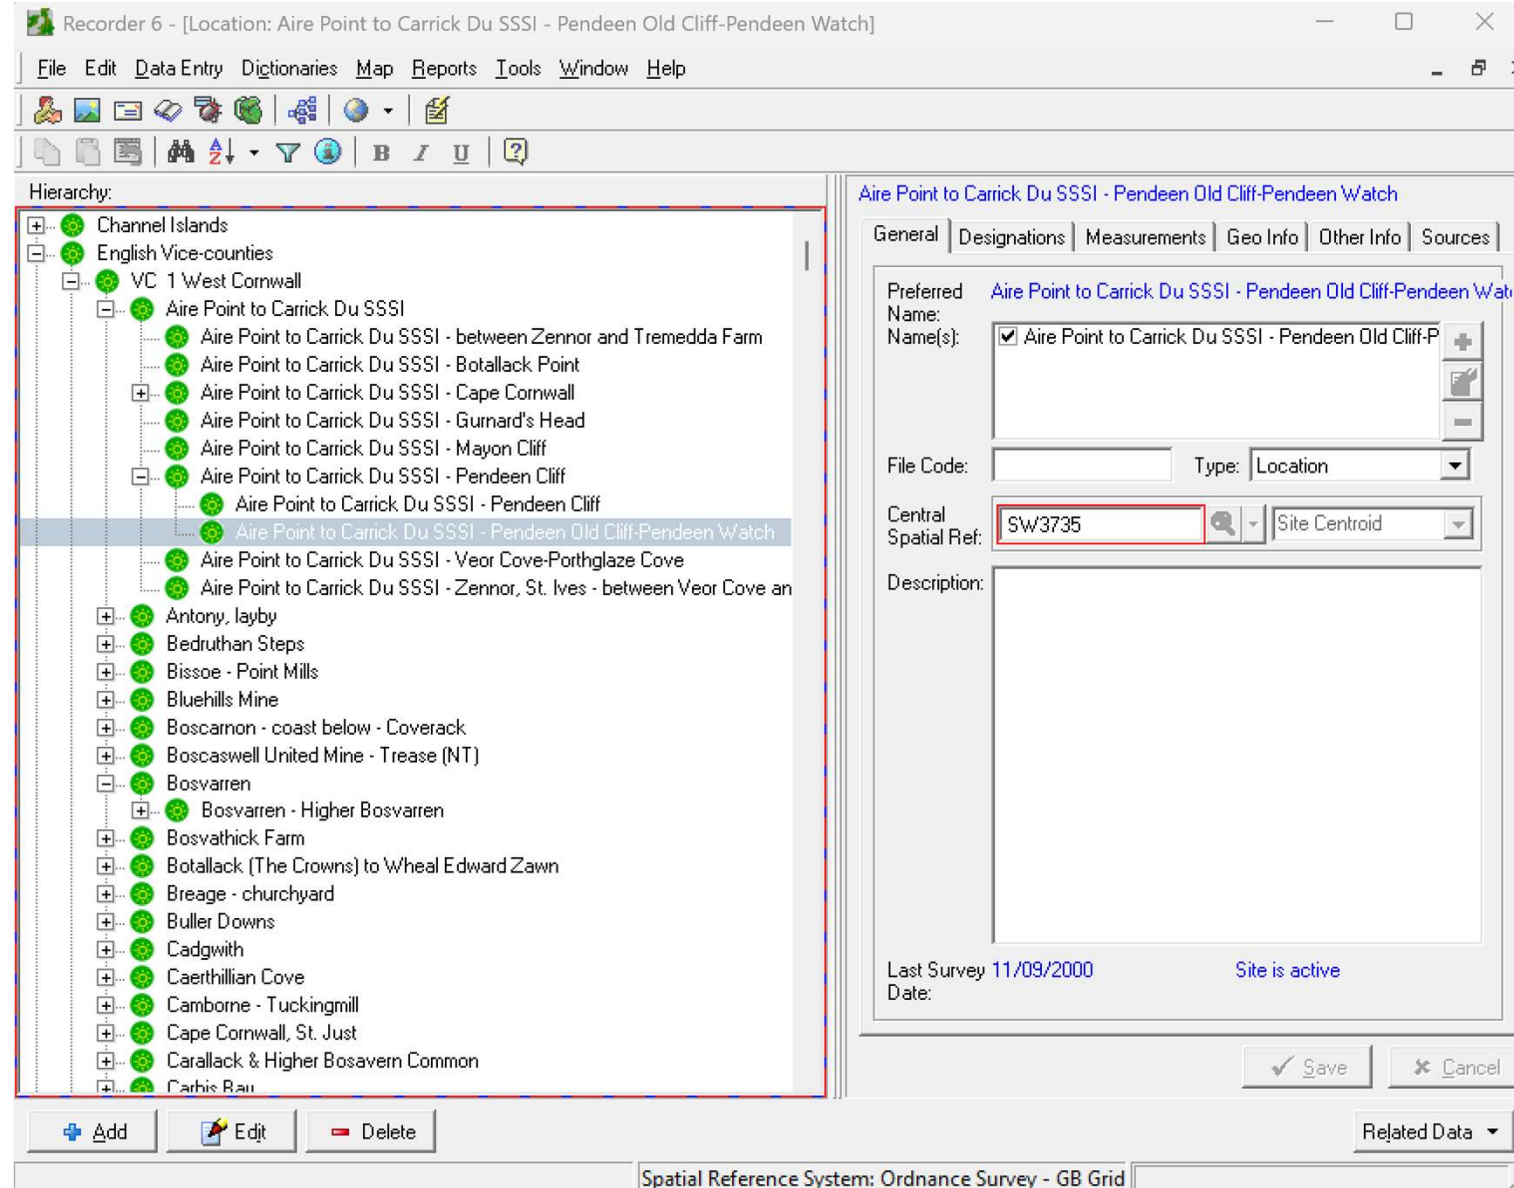 Recorder 6 - [Location: Aire Point to Carrick Du SSSI - Pendeen Old Cliff-Pendeen Watch]
File Edit Data Entry Dictionaries Map Reports Tools Window Help
B I U
Hierarchy:
Channel Islands
English Vice-counties
VC 1 West Cornwall
Aire Point to Carrick Du SSSI
Aire Point to Carrick Du SSSI - between Zennor and Tremedda Farm
Aire Point to Carrick Du SSSI - Botallack Point
Aire Point to Carrick Du SSSI - Cape Cornwall
Aire Point to Carrick Du SSSI - Gurnard's Head
Aire Point to Carrick Du SSSI - Mayon Cliff
Aire Point to Carrick Du SSSI - Pendeen Cliff
Aire Point to Carrick Du SSSI - Pendeen Cliff
Aire Point to Carrick Du SSSI - Pendeen Old Cliff-Pendeen Watch
Aire Point to Carrick Du SSSI - Veor Cove-Porthglaze Cove
Aire Point to Carrick Du SSSI - Zennor, St. Ives - between Veor Cove an
Antony, layby
Bedruthan Steps
Bissoe - Point Mills
Bluehills Mine
Boscarnon - coast below - Coverack
Boscaswell United Mine - Trease (NT)
Bosvarren
Bosvarren - Higher Bosvarren
Bosvathick Farm
Botallack (The Crowns) to Wheal Edward Zawn
Breage - churchyard
Buller Downs
Cadgwith
Caerthillian Cove
Camborne - Tuckingmill
Cape Cornwall, St. Just
Carallack & Higher Bosavern Common
Carbis Bay
Add Edit Delete
Aire Point to Carrick Du SSSI - Pendeen Old Cliff-Pendeen Watch
General Designations Measurements Geo Info Other Info Sources
Preferred Name: Aire Point to Carrick Du SSSI - Pendeen Old Cliff-Pendeen Wat
Name(s): Aire Point to Carrick Du SSSI - Pendeen Old Cliff-P
File Code: Type: Location
Central Spatial Ref: SW3735 Site Centroid
Description:
Last Survey Date: 11/09/2000 Site is active
Save Cancel
Related Data
Spatial Reference System: Ordnance Survey - GB Grid